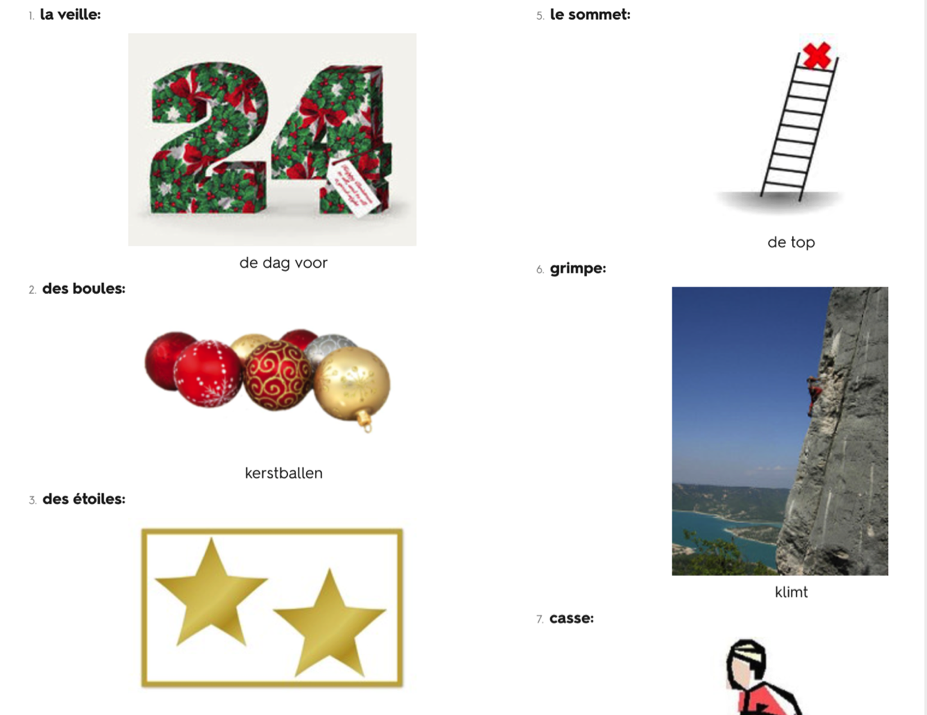 1. la veille:
24
de dag voor
2. des boules:
kerstballen
3. des étoiles:
5. le sommet:
de top
6. grimpe:
klimt
7. casse: